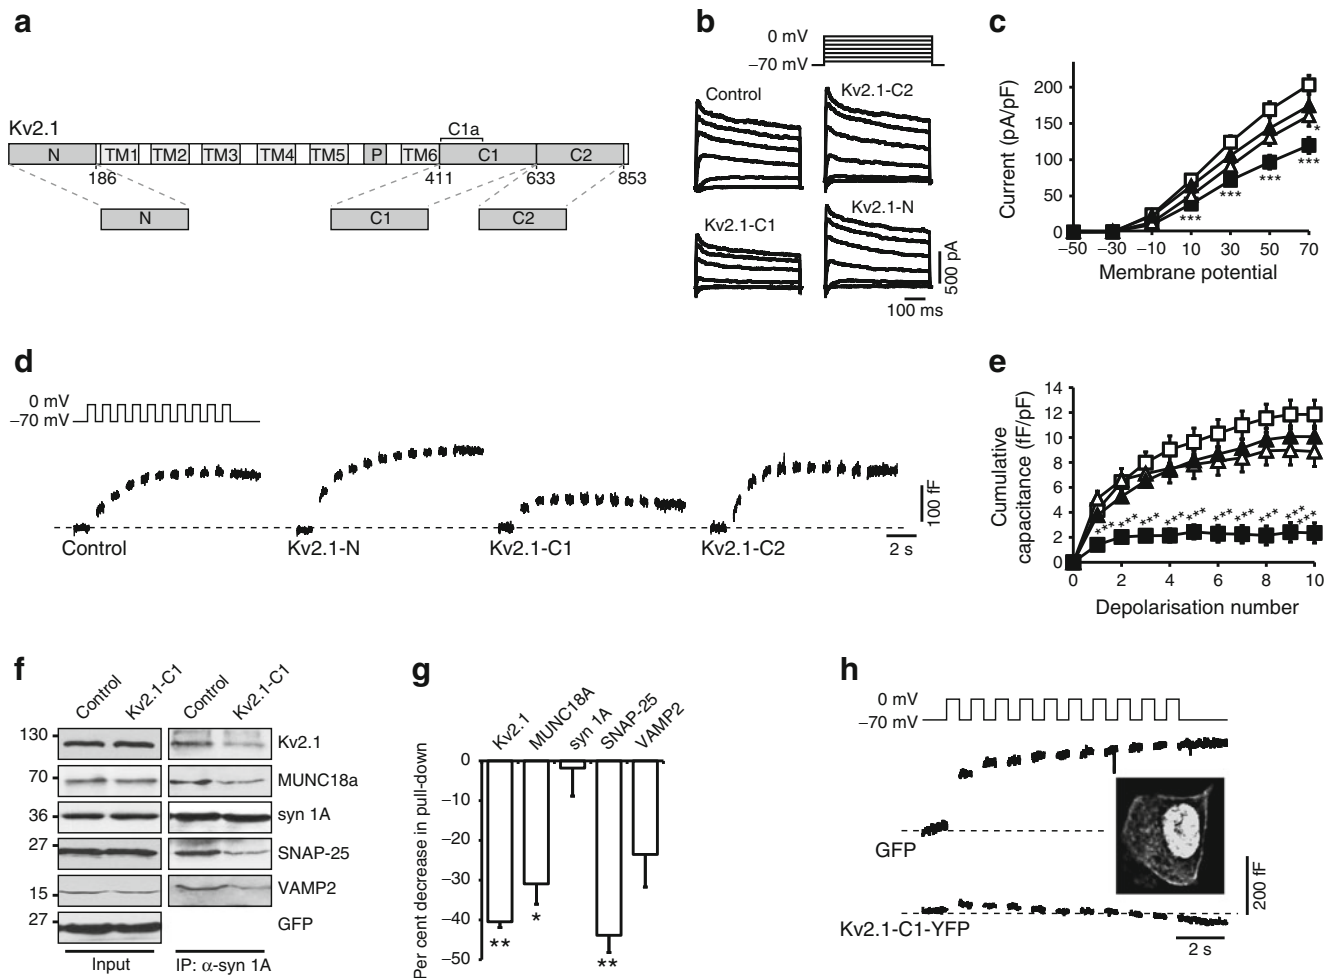 a
Kv2.1
C1a
N TM1 TM2 TM3 TM4 TM5 P TM6 C1 C2
186 411 633 853
N C1 C2
b
0 mV
−70 mV
Control Kv2.1-C2
Kv2.1-C1 Kv2.1-N
500 pA
100 ms
c
Current (pA/pF)
200
150
100
50
0
*
*** *** *** ***
−50 −30 −10 10 30 50 70
Membrane potential
d
0 mV
−70 mV
100 fF
Control Kv2.1-N Kv2.1-C1 Kv2.1-C2
2 s
e
Cumulative
capacitance (fF/pF)
14
12
10
8
6
4
2
0
*** *** *** *** *** *** *** *** *** ***
0 2 4 6 8 10
Depolarisation number
f
Control Kv2.1-C1 Control Kv2.1-C1
130 Kv2.1
70 MUNC18a
36 syn 1A
27 SNAP-25
15 VAMP2
27 GFP
Input IP: α-syn 1A
g
Kv2.1 MUNC18A syn 1A SNAP-25 VAMP2
Per cent decrease in pull-down
0
−10
−20
−30
−40
−50
** * **
h
0 mV
−70 mV
GFP
200 fF
Kv2.1-C1-YFP
2 s